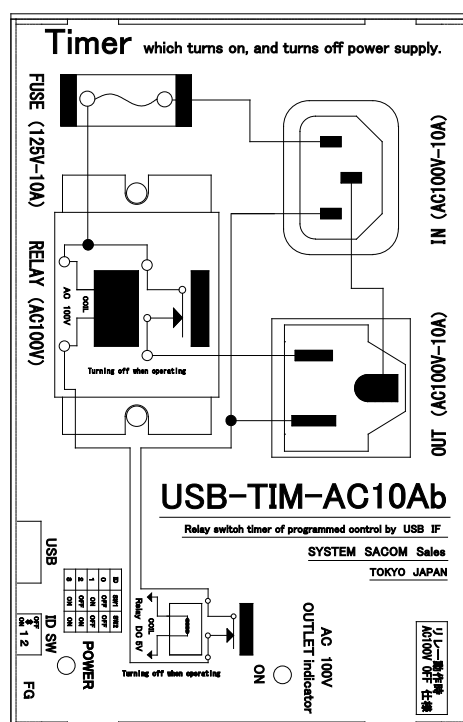 Timer which turns on, and turns off power supply.
FUSE (125V-10A)
IN (AC100V-10A)
RELAY (AC100V)
AC 100V
COIL
Turning off when operating
OUT (AC100V-10A)
USB-TIM-AC10Ab
Relay switch timer of programmed control by USB IF
SYSTEM SACOM Sales
TOKYO JAPAN
USB
ID SW1 SW2
0 OFF OFF
1 ON OFF
2 OFF ON
3 ON ON
POWER
ID SW
OFF
#
ON 1 2
FG
Relay DC 5V
COIL
Turning off when operating
AC 100V
OUTLET indicator
ON
リレー動作時
AC100V OFF 仕様